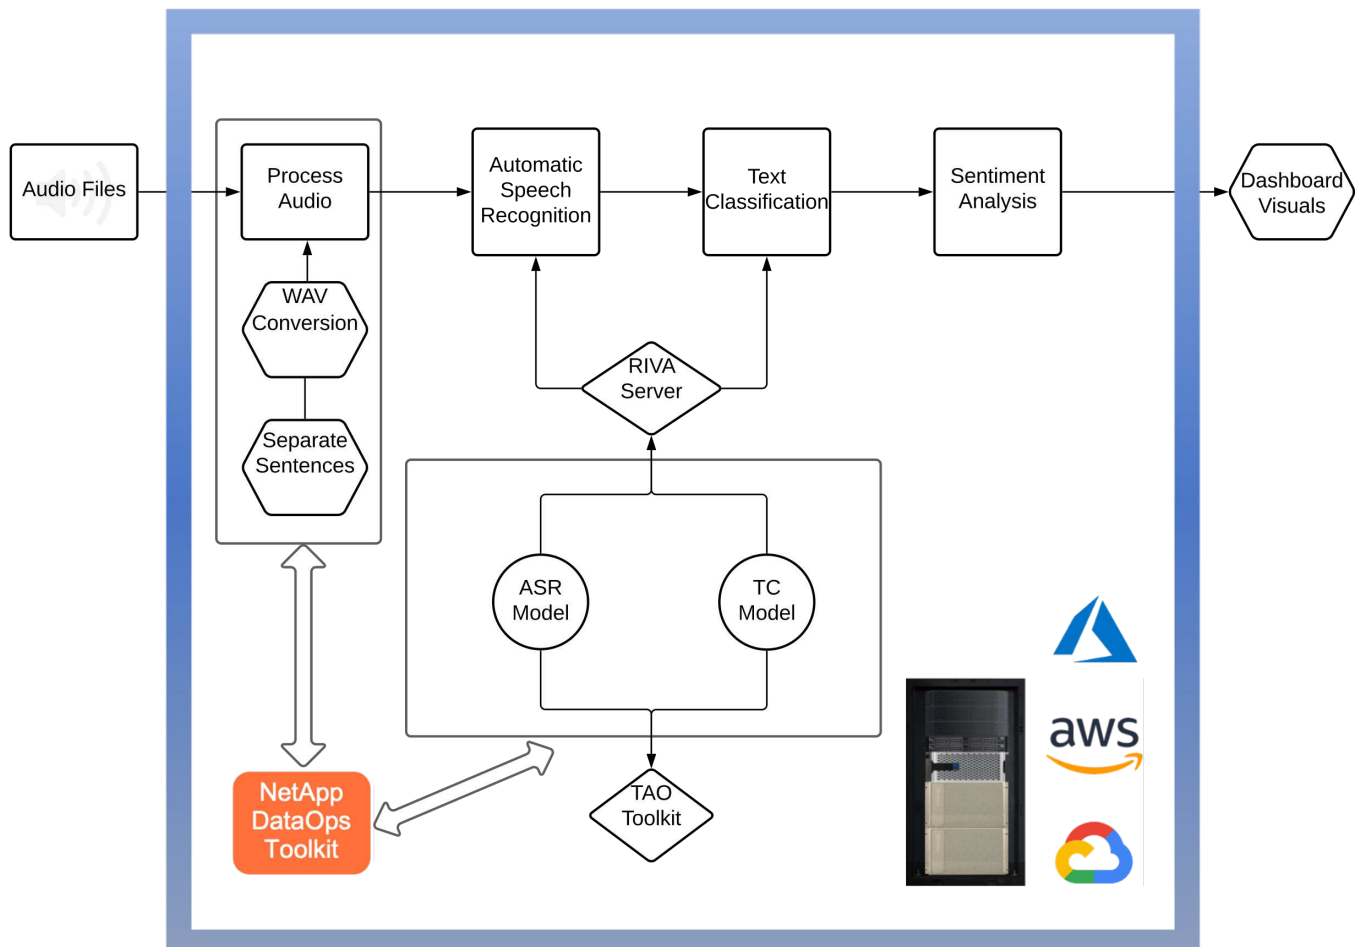 Audio Files
Process
Audio
Automatic
Speech
Recognition
Text
Classification
Sentiment
Analysis
Dashboard
Visuals
WAV
Conversion
Separate
Sentences
RIVA
Server
ASR
Model
TC
Model
NetApp
DataOps
Toolkit
TAO
Toolkit
aws